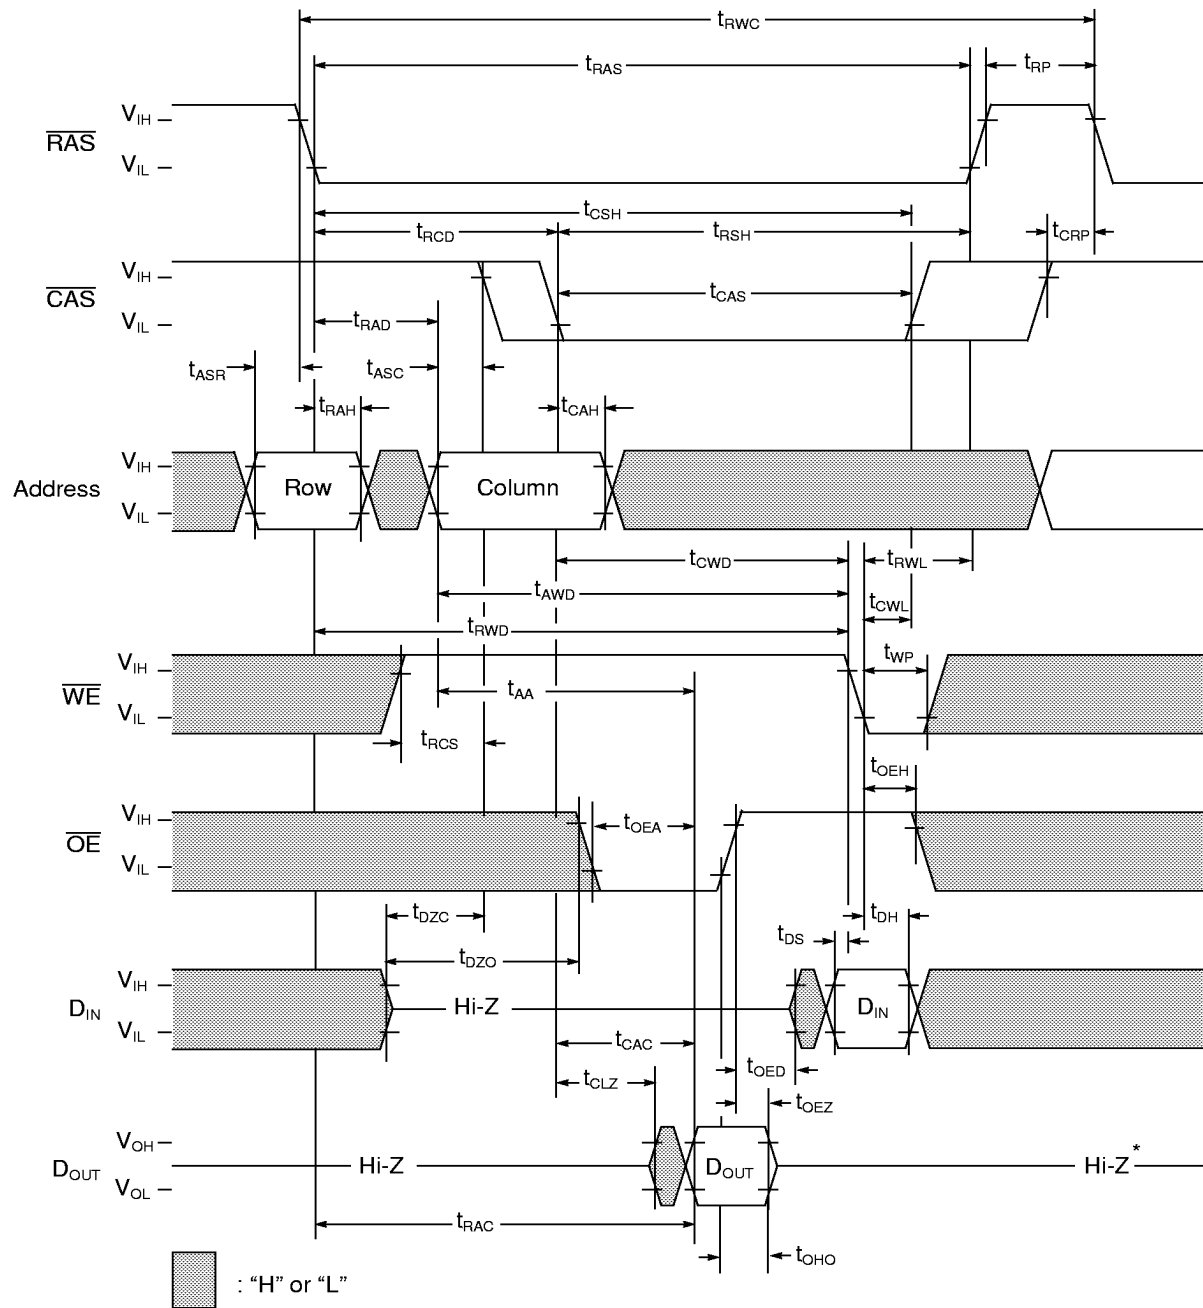 tRWC
tRAS
tRP
VIH
RAS
VIL
tCSH
tRCD
tRSH
tCRP
VIH
CAS
tCAS
VIL
tRAD
tASR
tASC
tRAH
tCAH
VIH
Address
Row
Column
VIL
tCWD
tRWL
tAWD
tCWL
tRWD
tWP
VIH
WE
tAA
VIL
tRCS
tOEH
VIH
OE
tOEA
VIL
tDZC
tDH
tDS
tDZO
VIH
DIN
Hi-Z
DIN
VIL
tCAC
tOED
tCLZ
tOEZ
VOH
DOUT
Hi-Z
DOUT
Hi-Z*
VOL
tRAC
tOHO
: “H” or “L”